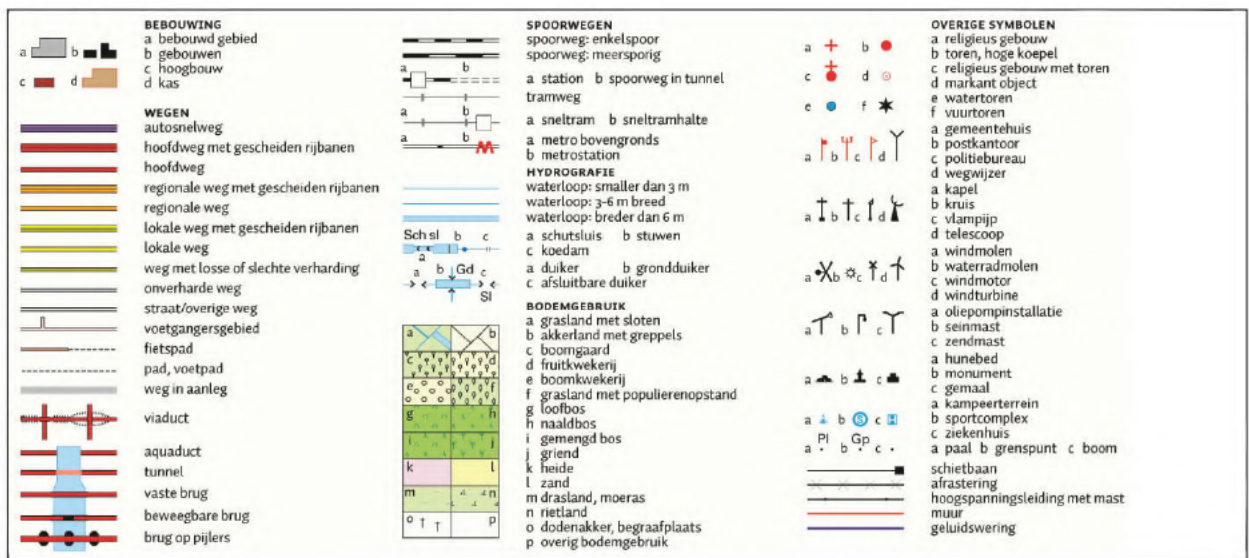 BEBOUWING
a bebouwd gebied
b gebouwen
c hoogbouw
d kas
a b
c d
WEGEN
autosnelweg
hoofdweg met gescheiden rijbanen
hoofdweg
regionale weg met gescheiden rijbanen
regionale weg
lokale weg met gescheiden rijbanen
lokale weg
weg met losse of slechte verharding
onverharde weg
straat/overige weg
voetgangersgebied
fietspad
pad, voetpad
weg in aanleg
viaduct
aquaduct
tunnel
vaste brug
beweegbare brug
brug op pijlers
SPOORWEGEN
spoorweg: enkelspoor
spoorweg: meersporig
a b
a station b spoorweg in tunnel
tramweg
a b
a sneltram b sneltramhalte
a b
a metro bovengronds
b metrostation
HYDROGRAFIE
waterloop: smaller dan 3 m
waterloop: 3-6 m breed
waterloop: breder dan 6 m
Sch sl b c
a
a schutsluis b stuwen
c koedam
a b Gd c
Sl
a duiker b grondduiker
c afsluitbare duiker
BODEMGEBRUIK
a b
c d
e f
g h
i j
k l
m n
o p
a grasland met sloten
b akkerland met greppels
c boomgaard
d fruitkwekerij
e boomkwekerij
f grasland met populierenopstand
g loofbos
h naaldbos
i gemengd bos
j griend
k heide
l zand
m drasland, moeras
n rietland
o dodenakker, begraafplaats
p overig bodemgebruik
OVERIGE SYMBOLEN
a b
c d
e f
a religieus gebouw
b toren, hoge koepel
c religieus gebouw met toren
d markant object
e watertoren
f vuurtoren
a b c d
a gemeentehuis
b postkantoor
c politiebureau
d wegwijzer
a b c d
a kapel
b kruis
c vlampijp
d telescoop
a b c d
a windmolen
b waterradmolen
c windmotor
d windturbine
a b c
a oliepompinstallatie
b seinmast
c zendmast
a b c
a hunebed
b monument
c gemaal
a b S c H
a kampeerterrein
b sportcomplex
c ziekenhuis
Pl Gp
a b c
a paal b grenspunt c boom
schietbaan
afrastering
hoogspanningsleiding met mast
muur
geluidswering